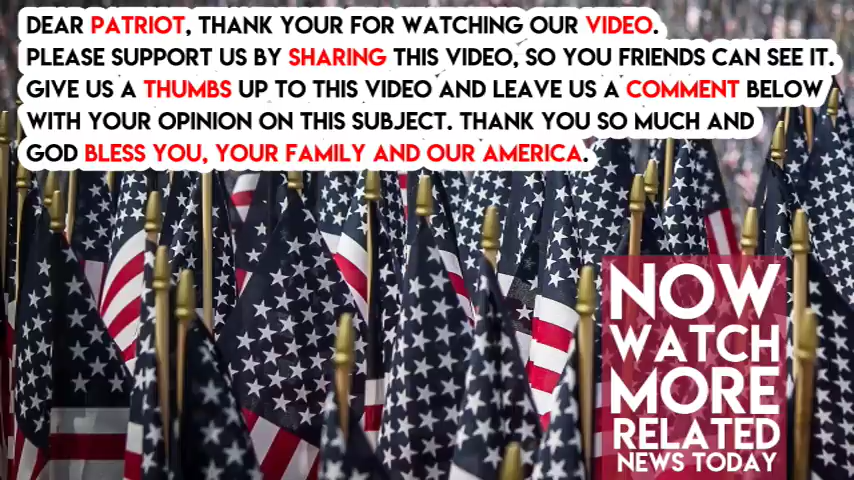 DEAR PATRIOT, THANK YOUR FOR WATCHING OUR VIDEO.
PLEASE SUPPORT US BY SHARING THIS VIDEO, SO YOU FRIENDS CAN SEE IT.
GIVE US A THUMBS UP TO THIS VIDEO AND LEAVE US A COMMENT BELOW
WITH YOUR OPINION ON THIS SUBJECT. THANK YOU SO MUCH AND
GOD BLESS YOU, YOUR FAMILY AND OUR AMERICA.
NOW
WATCH
MORE
RELATED
NEWS TODAY